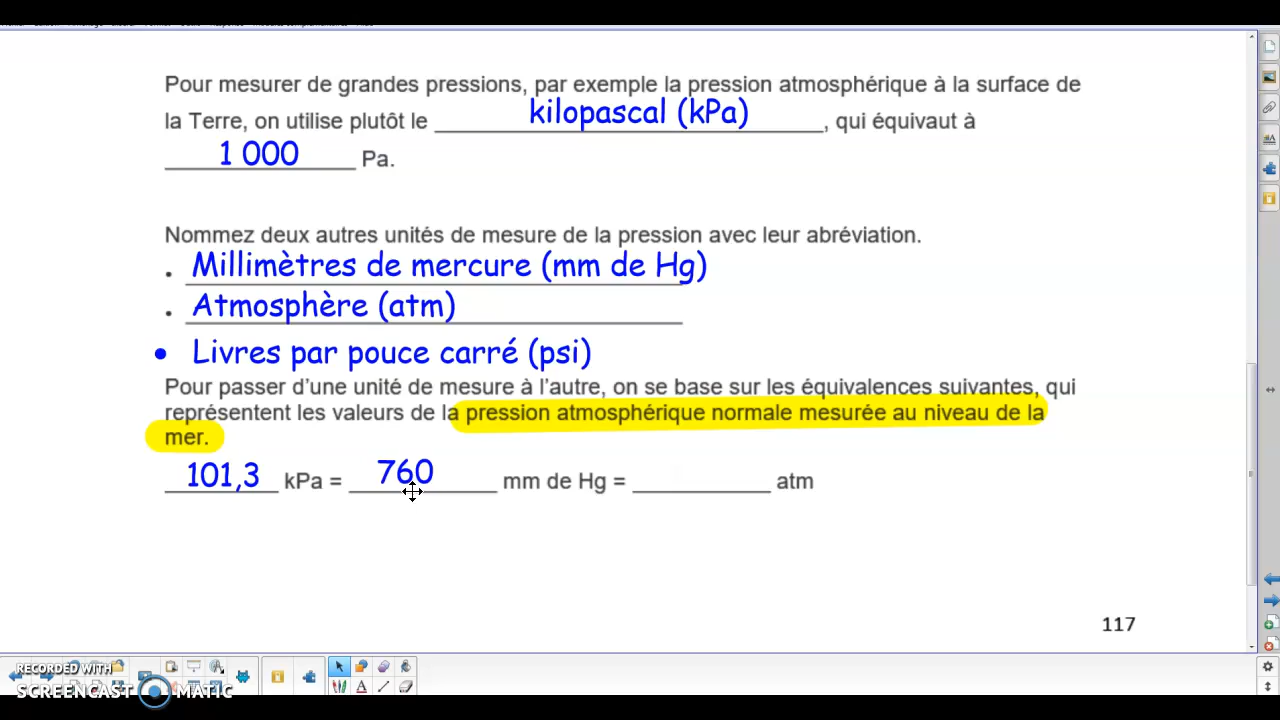 Pour mesurer de grandes pressions, par exemple la pression atmosphérique à la surface de
la Terre, on utilise plutôt le kilopascal (kPa), qui équivaut à
1 000 Pa.
Nommez deux autres unités de mesure de la pression avec leur abréviation.
• Millimètres de mercure (mm de Hg)
• Atmosphère (atm)
• Livres par pouce carré (psi)
Pour passer d'une unité de mesure à l'autre, on se base sur les équivalences suivantes, qui
représentent les valeurs de la pression atmosphérique normale mesurée au niveau de la
mer.
101,3 kPa = 760 mm de Hg = ________ atm
117
RECORDED WITH
SCREENCAST MATIC